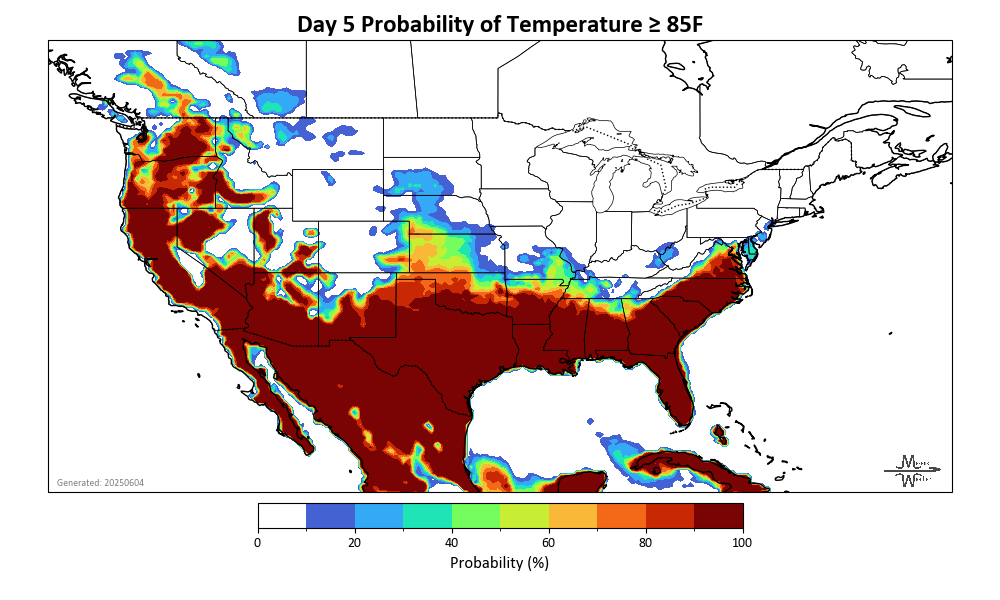 Day 5 Probability of Temperature ≥ 85F
Generated: 20250604
0 20 40 60 80 100
Probability (%)